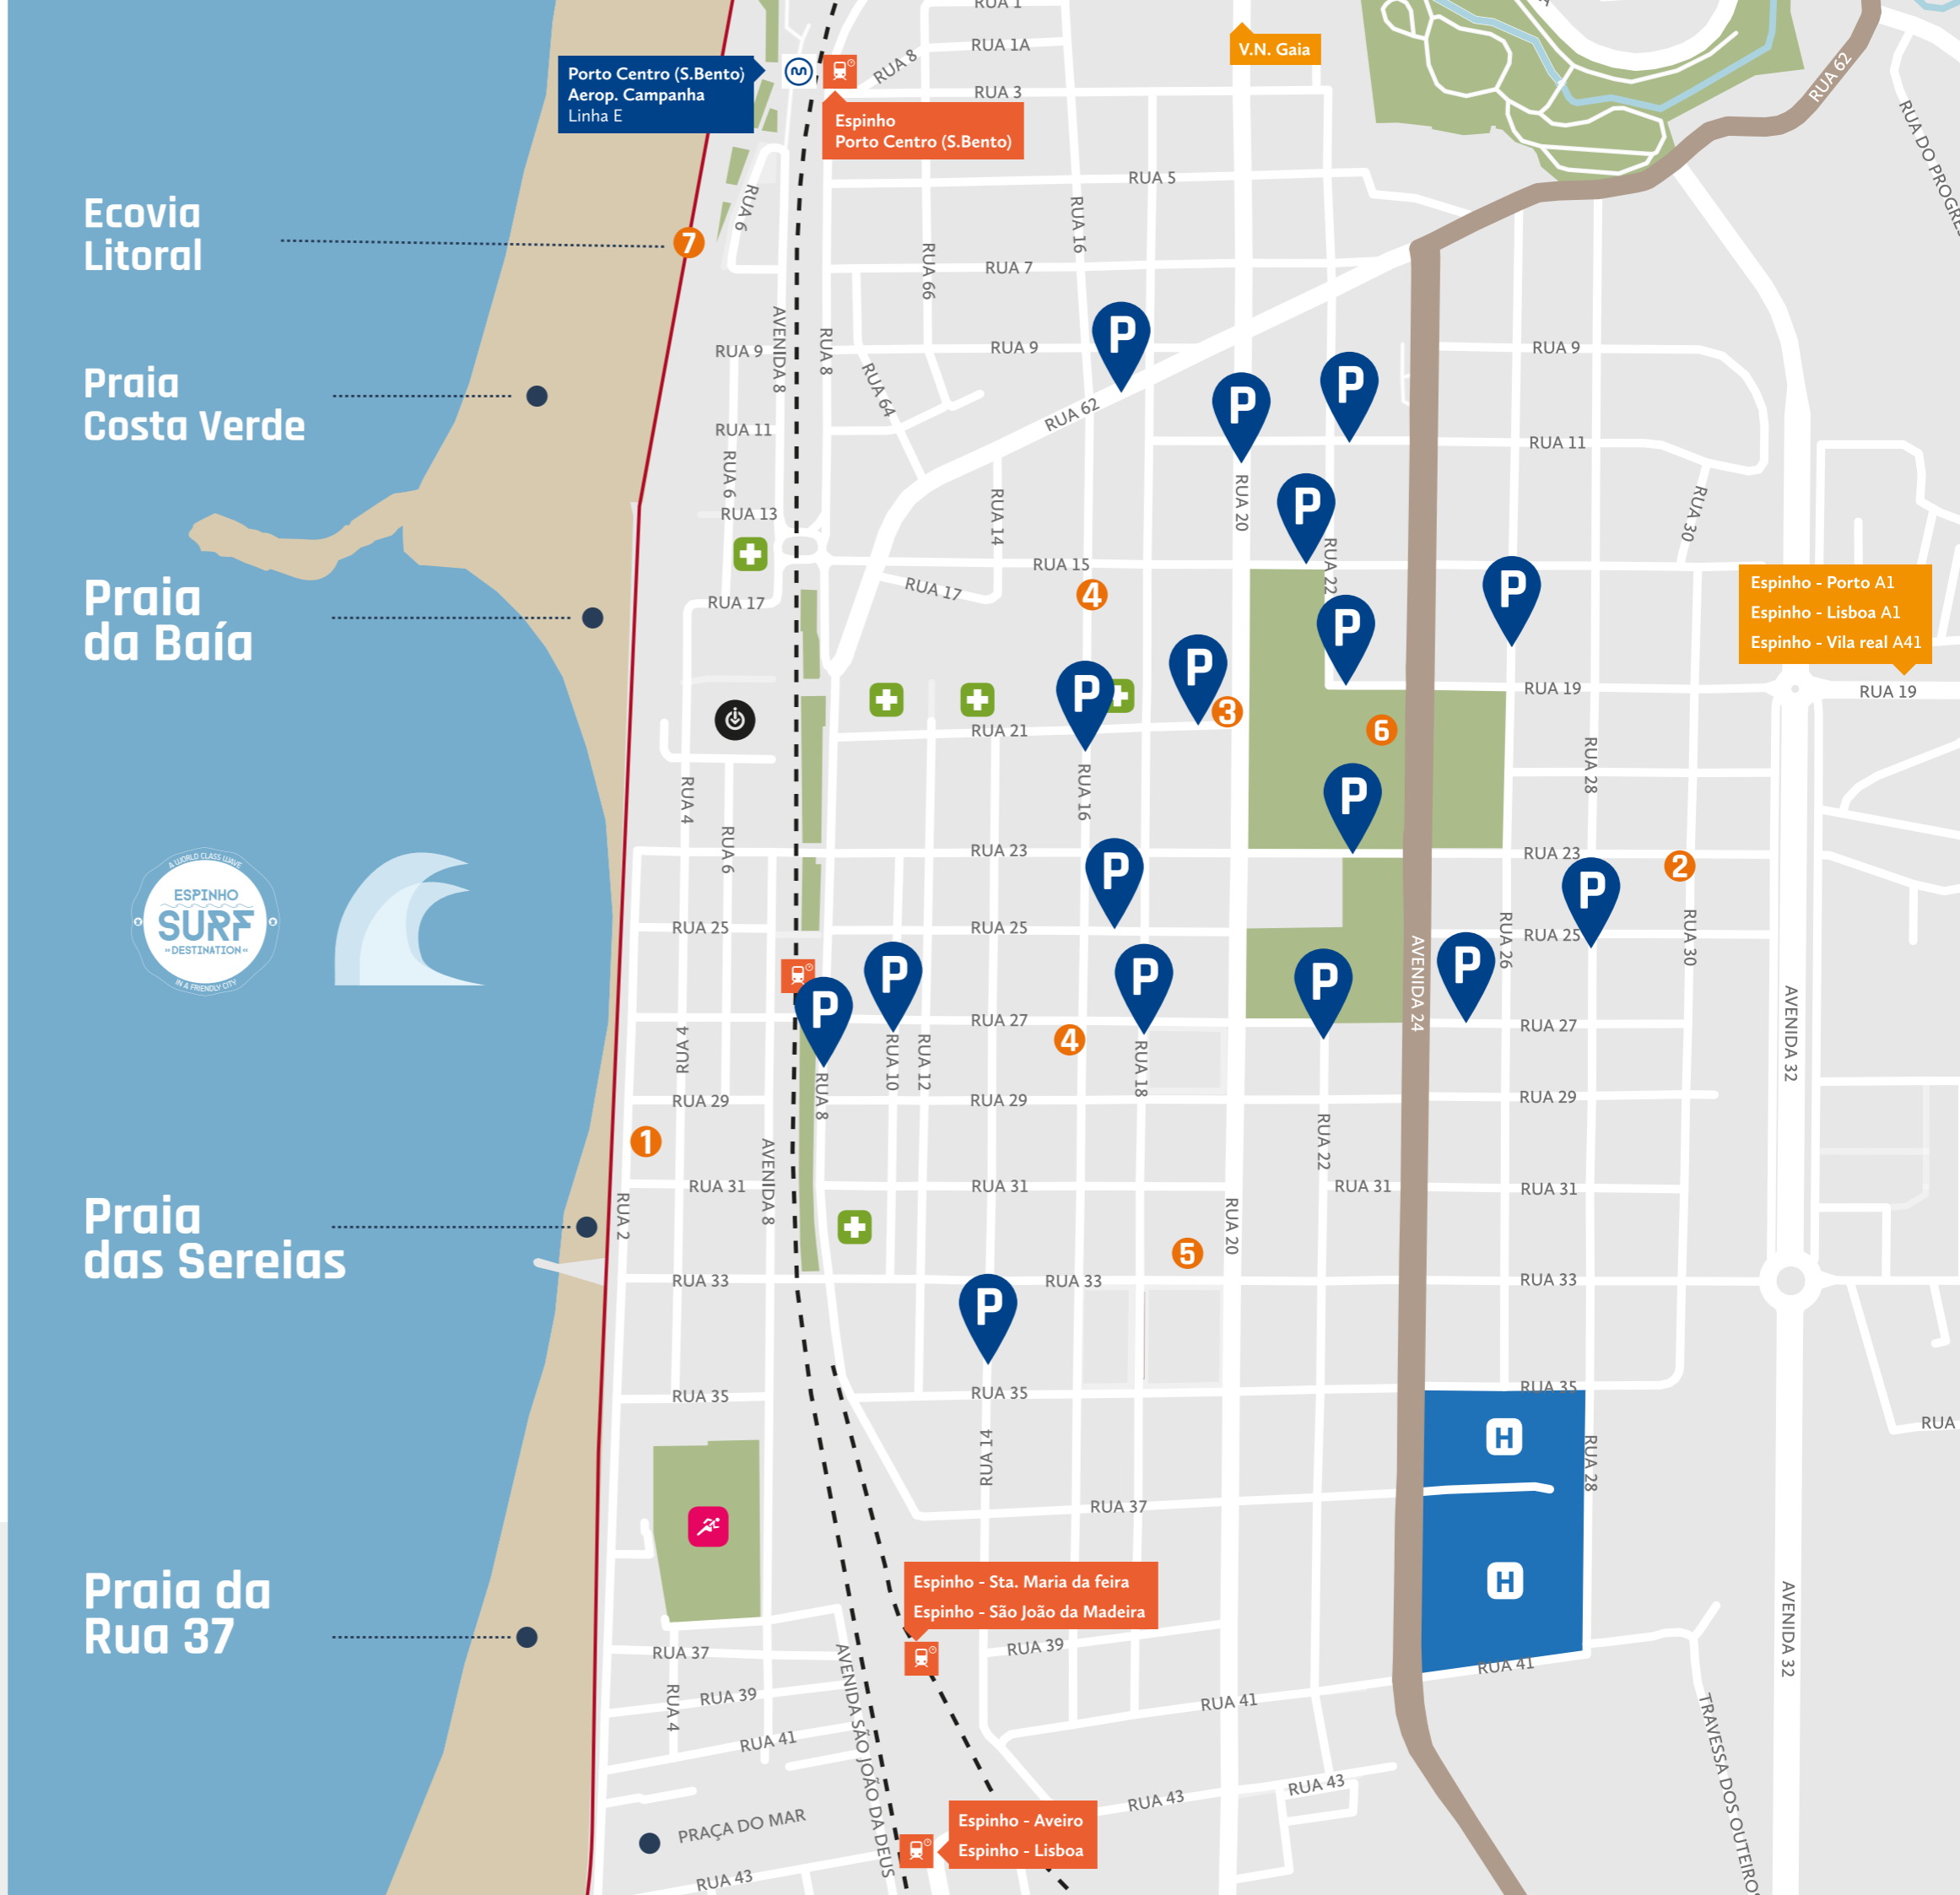 RUA 1
RUA 1A
RUA 8
RUA 3
V.N. Gaia
RUA 62
RUA DO PROGRES
Porto Centro (S.Bento)
Aerop. Campanha
Linha E
Espinho
Porto Centro (S.Bento)
RUA 5
RUA 6
RUA 16
Ecovia
Litoral
7
RUA 66
RUA 7
AVENIDA 8
RUA 8
RUA 9
RUA 9
RUA 9
P
P
P
Praia
Costa Verde
RUA 64
RUA 62
RUA 11
RUA 11
RUA 6
RUA 14
RUA 20
P
RUA 30
RUA 13
RUA 15
RUA 22
RUA 17
RUA 17
4
P
P
Espinho - Porto A1
Espinho - Lisboa A1
Espinho - Vila real A41
Praia
da Baía
P
P
3
6
RUA 19
RUA 19
RUA 21
RUA 4
RUA 6
RUA 16
RUA 28
P
RUA 23
RUA 23
2
P
P
A WORLD CLASS WAVE
ESPINHO
SURF
DESTINATION
IN A FRIENDLY CITY
RUA 25
RUA 25
RUA 25
RUA 26
RUA 30
AVENIDA 24
P
P
P
P
P
RUA 27
RUA 27
4
RUA 4
RUA 10
RUA 12
RUA 18
AVENIDA 32
RUA 8
RUA 29
RUA 29
RUA 29
1
RUA 22
AVENIDA 8
RUA 31
RUA 31
RUA 31
RUA 31
RUA 2
RUA 20
Praia
das Sereias
5
RUA 33
RUA 33
RUA 33
P
RUA 35
RUA 35
RUA 35
RUA
H
RUA 14
RUA 28
RUA 37
H
Praia da
Rua 37
Espinho - Sta. Maria da feira
Espinho - São João da Madeira
RUA 37
RUA 39
RUA 41
AVENIDA 32
RUA 39
RUA 4
RUA 41
RUA 41
AVENIDA SÃO JOÃO DA DEUS
TRAVESSA DOS OUTEIROS
RUA 43
RUA 43
PRAÇA DO MAR
Espinho - Aveiro
Espinho - Lisboa
RUA 43